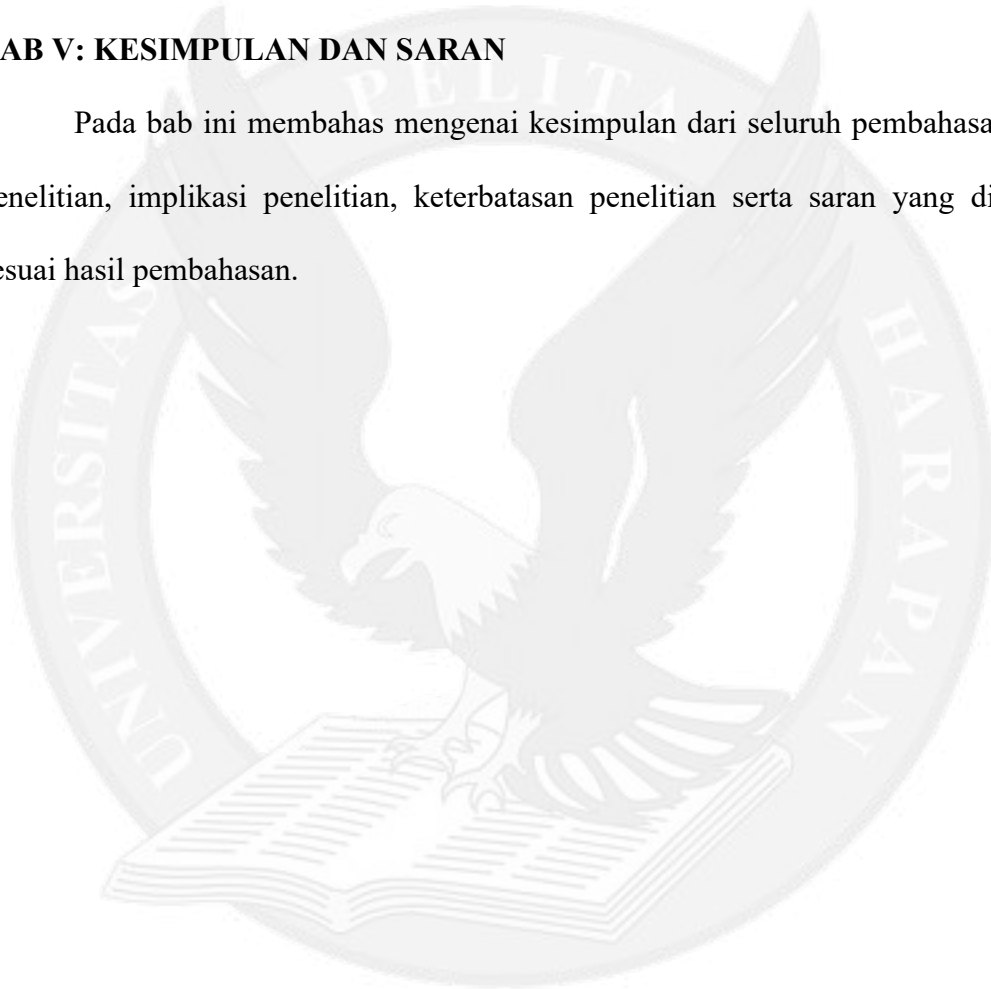 AB V: KESIMPULAN DAN SARAN
Pada bab ini membahas mengenai kesimpulan dari seluruh pembahasa
enelitian, implikasi penelitian, keterbatasan penelitian serta saran yang di
esuai hasil pembahasan.
UNIVERSITAS PELITA HARAPAN